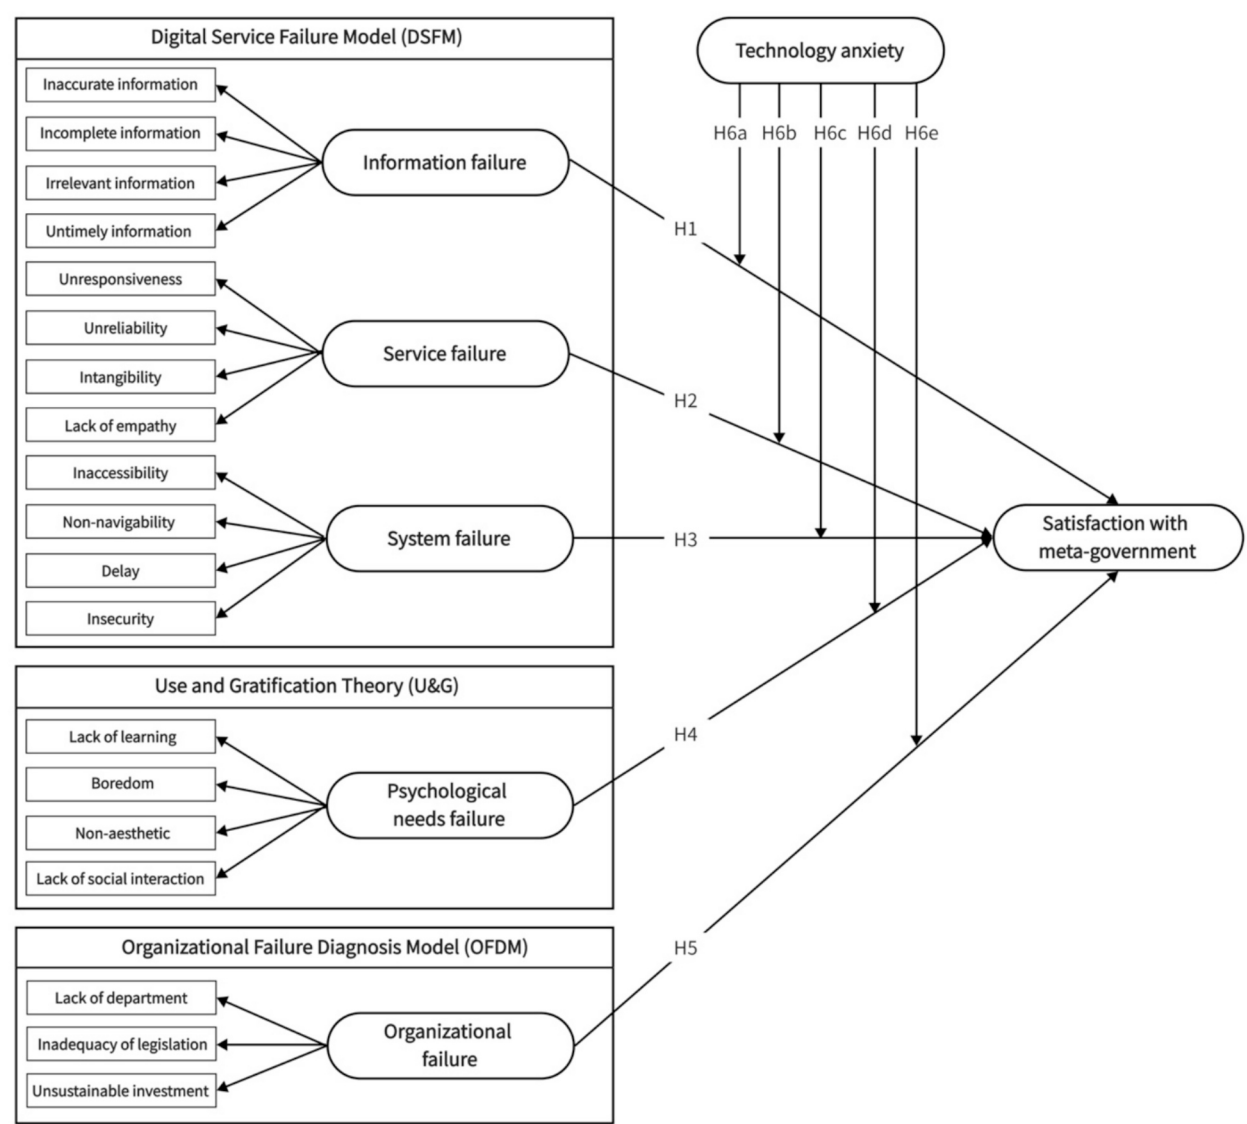 Digital Service Failure Model (DSFM)
Inaccurate information
Incomplete information
Irrelevant information
Untimely information
Information failure
Unresponsiveness
Unreliability
Intangibility
Lack of empathy
Service failure
Inaccessibility
Non-navigability
Delay
Insecurity
System failure
Use and Gratification Theory (U&G)
Lack of learning
Boredom
Non-aesthetic
Lack of social interaction
Psychological
needs failure
Organizational Failure Diagnosis Model (OFDM)
Lack of department
Inadequacy of legislation
Unsustainable investment
Organizational
failure
Technology anxiety
H6a H6b H6c H6d H6e
H1
H2
H3
H4
H5
Satisfaction with
meta-government